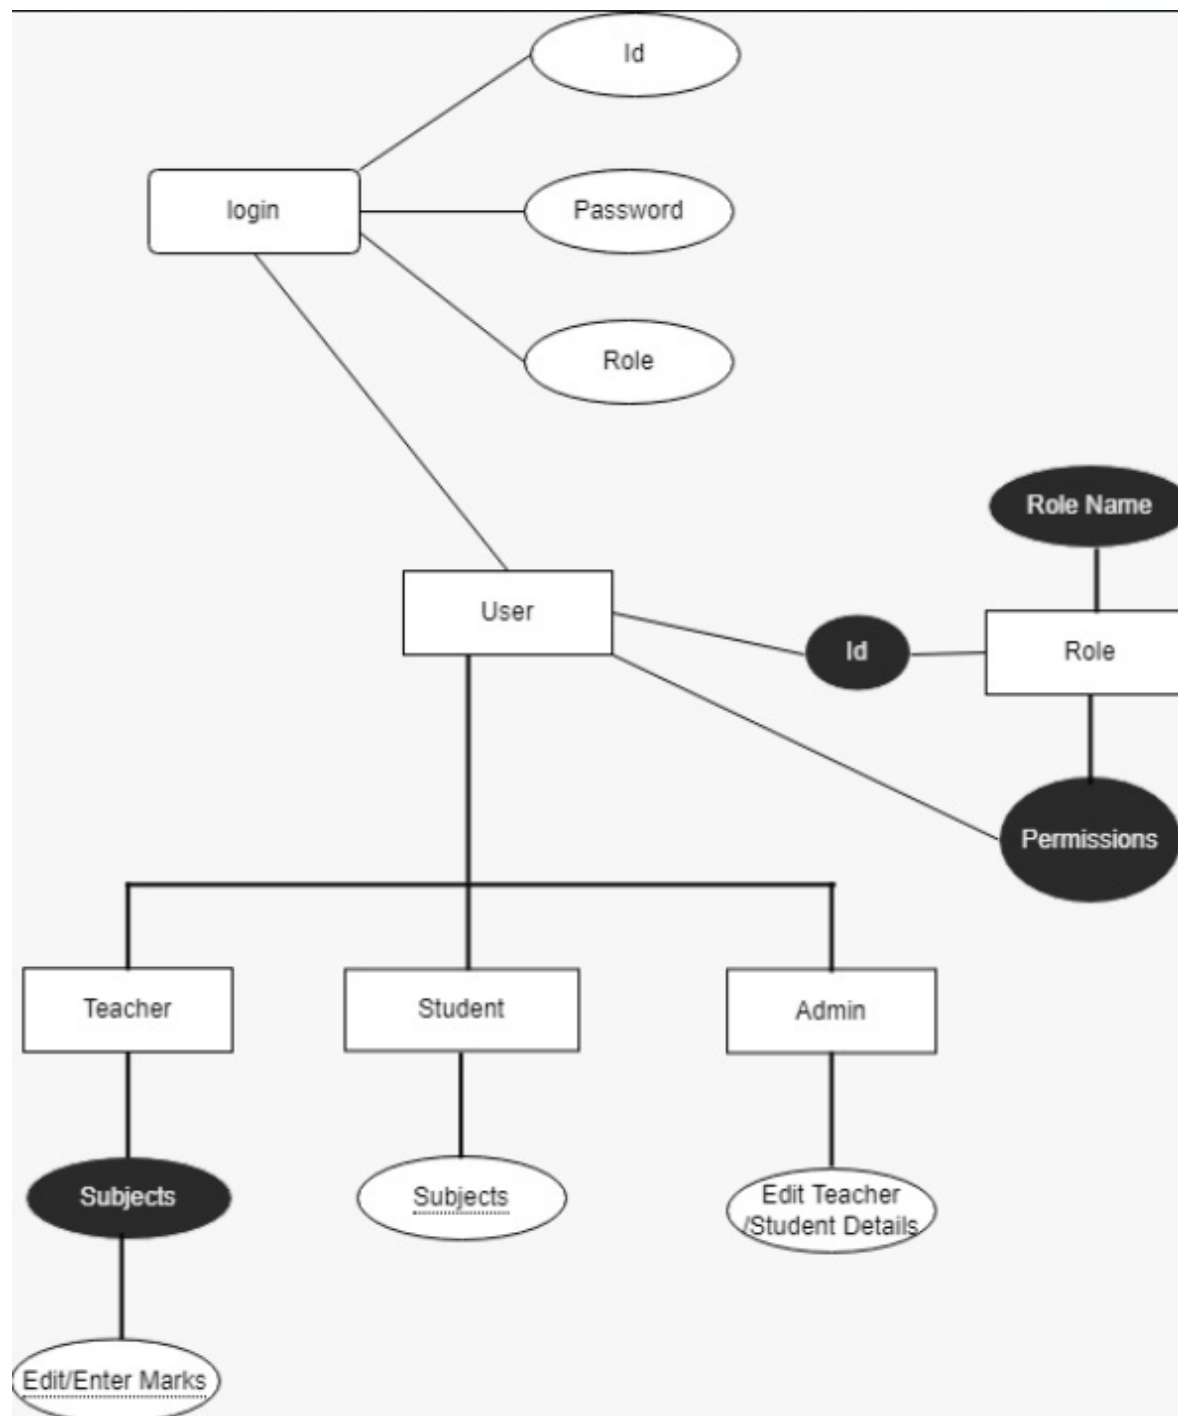 Id
login
Password
Role
Role Name
User
Id
Role
Permissions
Teacher
Student
Admin
Subjects
Subjects
Edit Teacher
/Student Details
Edit/Enter Marks